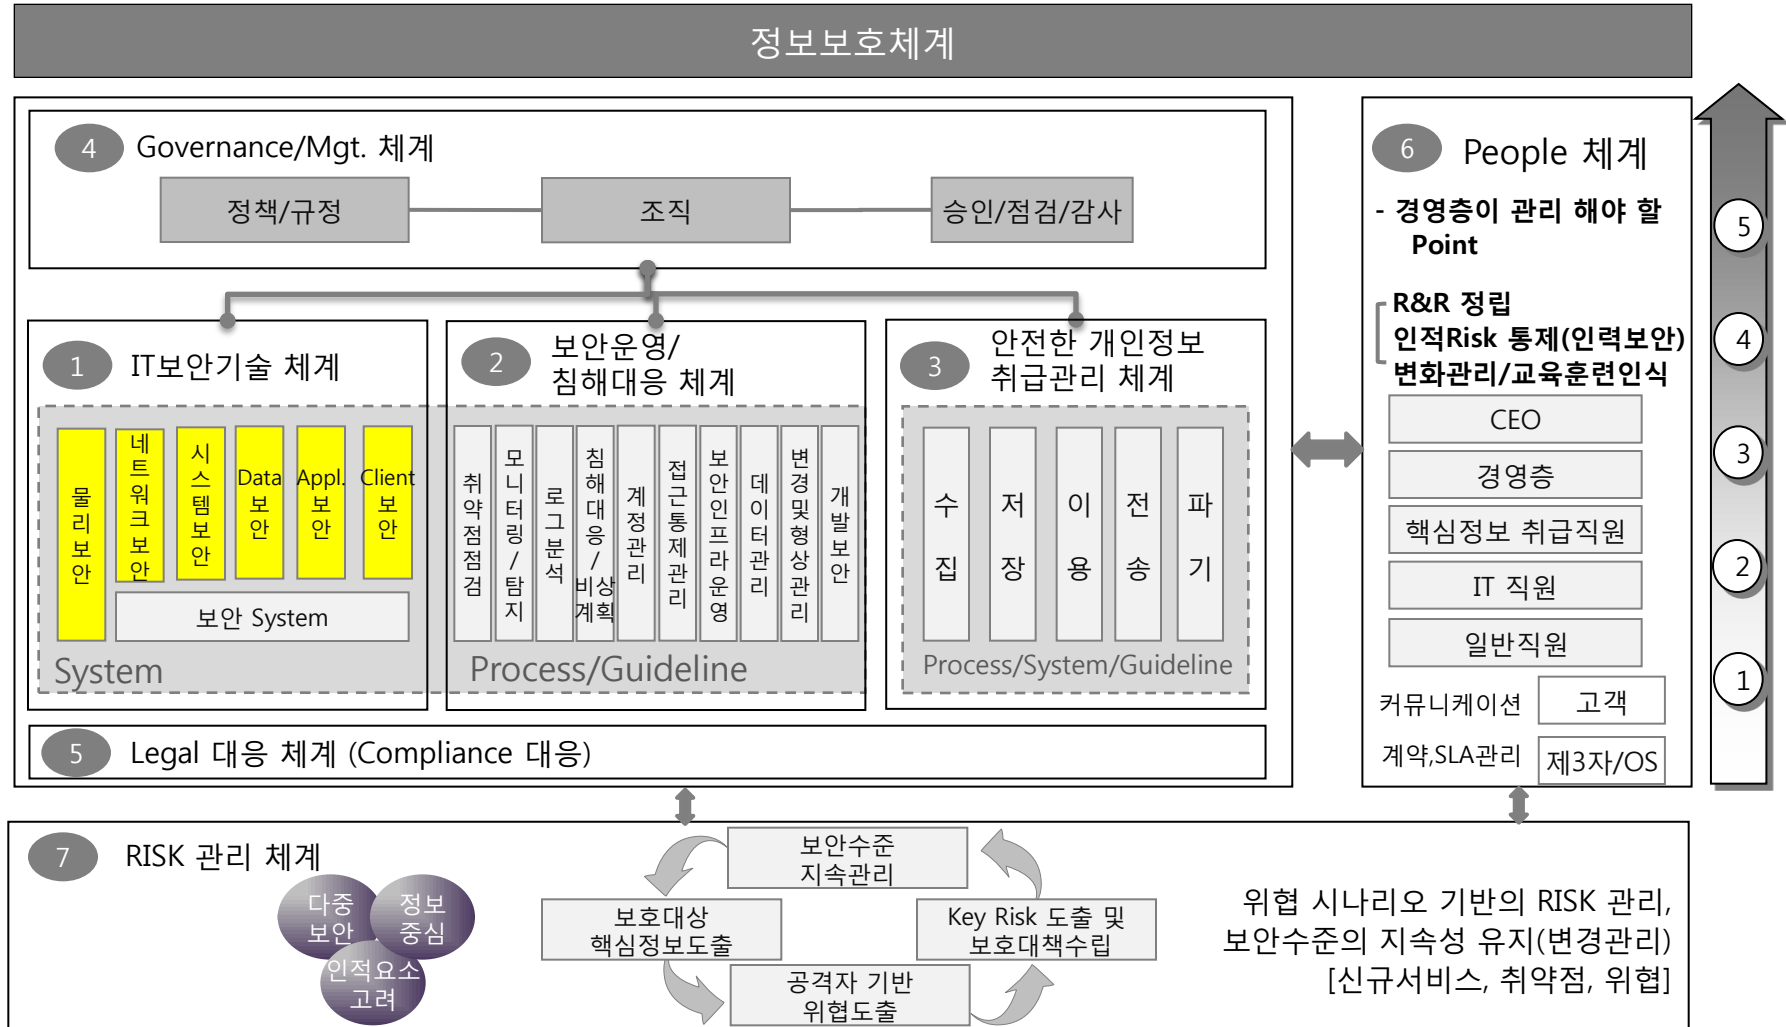 정보보호체계
4
Governance/Mgt. 체계
정책/규정
조직
승인/점검/감사
1
IT보안기술 체계
물리보안
네트워크보안
시스템보안
Data
보안
Appl.
보안
Client
보안
보안 System
System
2
보안운영/
침해대응 체계
취약점점검
모니터링/탐지
로그분석
침해대응/비상계획
계정관리
접근통제관리
보안인프라운영
데이터관리
변경및형상관리
개발보안
Process/Guideline
3
안전한 개인정보
취급관리 체계
수집
저장
이용
전송
파기
Process/System/Guideline
5
Legal 대응 체계 (Compliance 대응)
6
People 체계
- 경영층이 관리 해야 할
Point
R&R 정립
인적Risk 통제(인력보안)
변화관리/교육훈련인식
CEO
경영층
핵심정보 취급직원
IT 직원
일반직원
커뮤니케이션
고객
계약,SLA관리
제3자/OS
5
4
3
2
1
7
RISK 관리 체계
다중
보안
정보
중심
인적요소
고려
보안수준
지속관리
보호대상
핵심정보도출
Key Risk 도출 및
보호대책수립
공격자 기반
위협도출
위협 시나리오 기반의 RISK 관리,
보안수준의 지속성 유지(변경관리)
[신규서비스, 취약점, 위협]